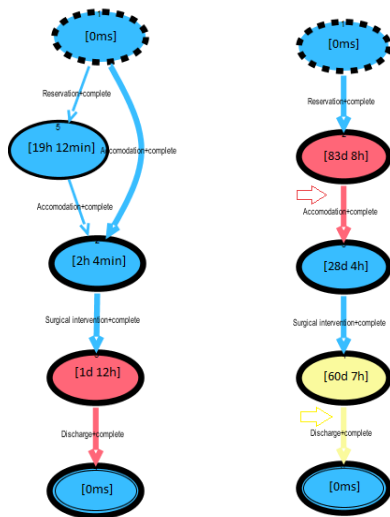 [0ms]
Reservation+complete
5
[19h 12min]
Accomodation+complete
Accomodation+complete
[2h 4min]
Surgical intervention+complete
[1d 12h]
Discharge+complete
[0ms]
[0ms]
Reservation+complete
[83d 8h]
Accomodation+complete
[28d 4h]
Surgical intervention+complete
[60d 7h]
Discharge+complete
[0ms]